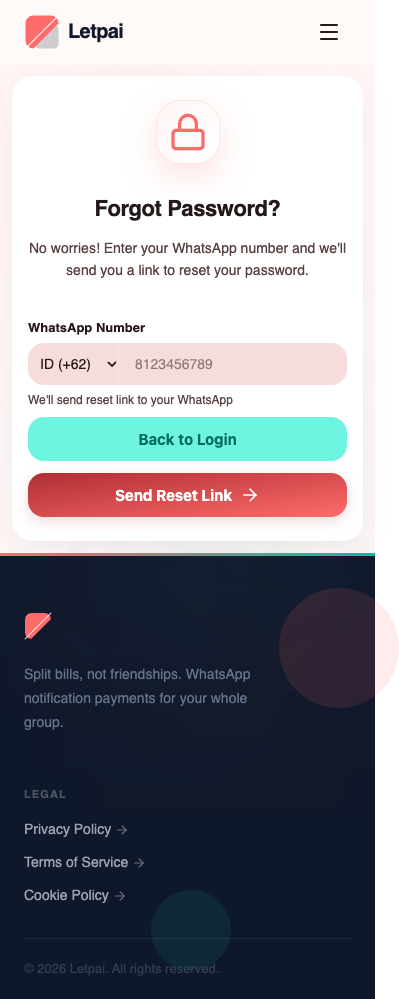 Letpai
Forgot Password?
No worries! Enter your WhatsApp number and we'll
send you a link to reset your password.
WhatsApp Number
ID (+62)
8123456789
We'll send reset link to your WhatsApp
Back to Login
Send Reset Link →
Split bills, not friendships. WhatsApp
notification payments for your whole
group.
LEGAL
Privacy Policy →
Terms of Service →
Cookie Policy →
© 2026 Letpai. All rights reserved.